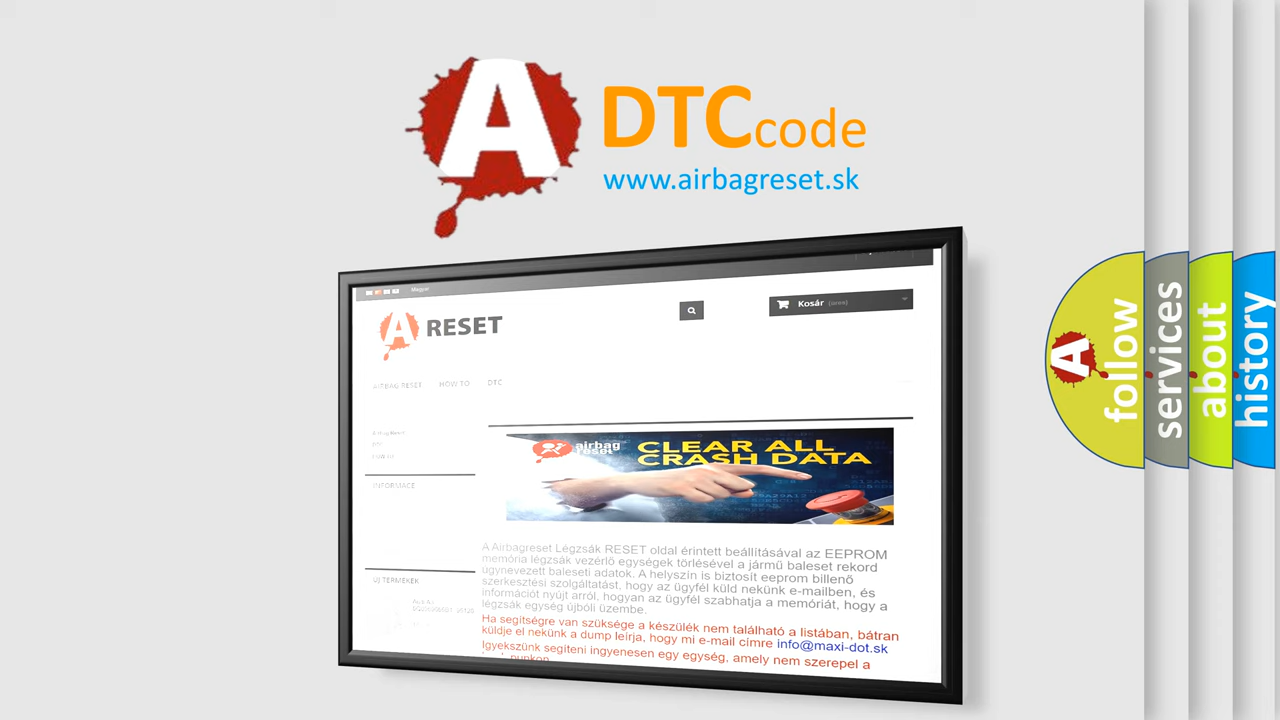 A
DTCcode
www.airbagreset.sk
Magyar
A RESET
Kosár (üres)
AIRBAG RESET HOW TO DTC
INFORMACE
ÚJ TERMÉKEK
airbag
reset
CLEAR ALL
CRASH DATA
A Airbagreset Légzsák RESET oldal érintett beállításával az EEPROM
memória légzsák vezérlő egységek törlésével a jármű baleset rekord
úgynevezett baleseti adatok. A helyszín is biztosít eeprom billenő
szerkesztési szolgáltatást, hogy az ügyfél küld nekünk e-mailben, és
információt nyújt arról, hogyan az ügyfél szabhatja a memóriát, hogy a
légzsák egység újbóli üzembe.
Ha segítségre van szüksége a készülék nem található a listában, bátran
küldje el nekünk a dump leírja, hogy mi e-mail címre info@maxi-dot.sk
Igyekszünk segíteni ingyenesen egy egység, amely nem szerepel a
A
follow
services
about
history